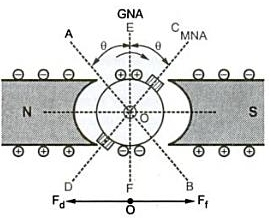 GNA
A E C MNA
θ θ
⊖ ⊖ ⊖ ⊕ ⊕ ⊖ ⊖ ⊖
N O S
⊕ ⊕ ⊕ ⊖ ⊖ ⊕ ⊕ ⊕
D F B
Fd O Ff